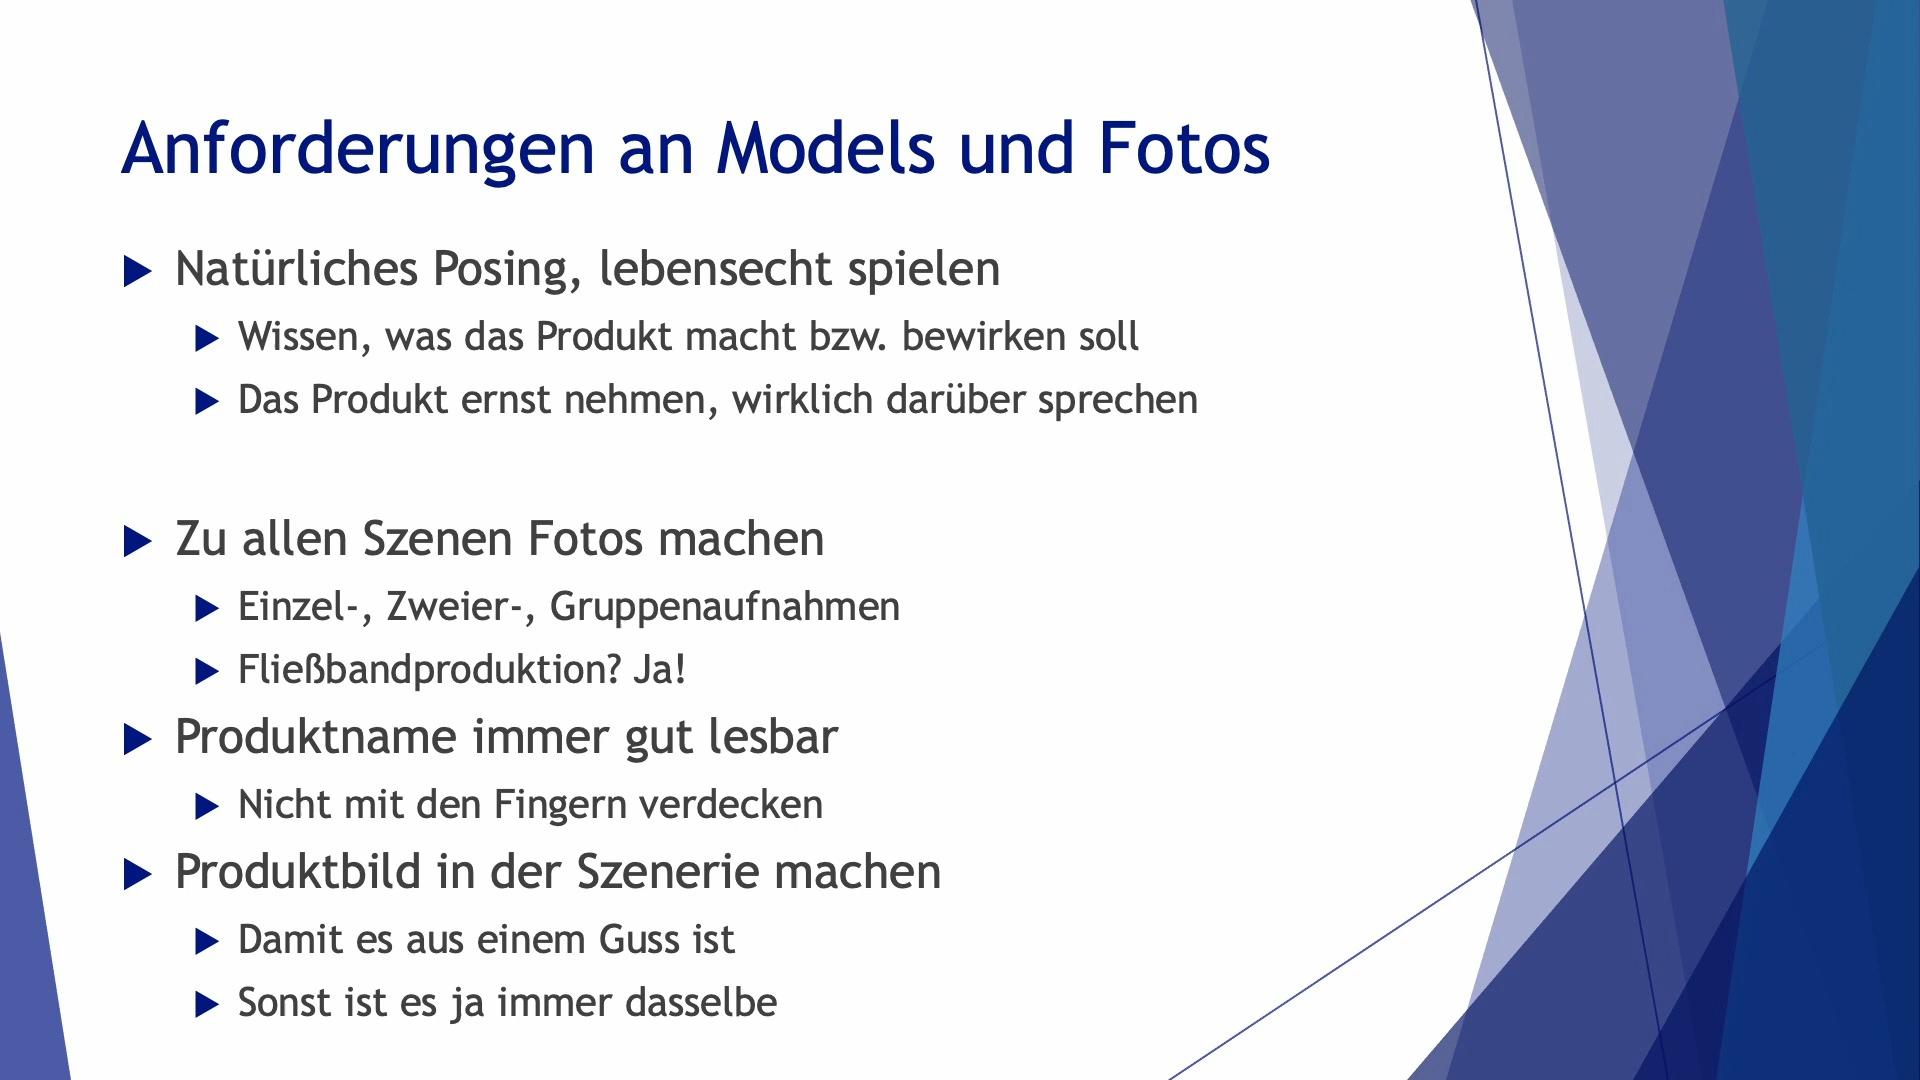 Anforderungen an Models und Fotos
Natürliches Posing, lebensecht spielen
Wissen, was das Produkt macht bzw. bewirken soll
Das Produkt ernst nehmen, wirklich darüber sprechen
Zu allen Szenen Fotos machen
Einzel-, Zweier-, Gruppenaufnahmen
Fließbandproduktion? Ja!
Produktname immer gut lesbar
Nicht mit den Fingern verdecken
Produktbild in der Szenerie machen
Damit es aus einem Guss ist
Sonst ist es ja immer dasselbe